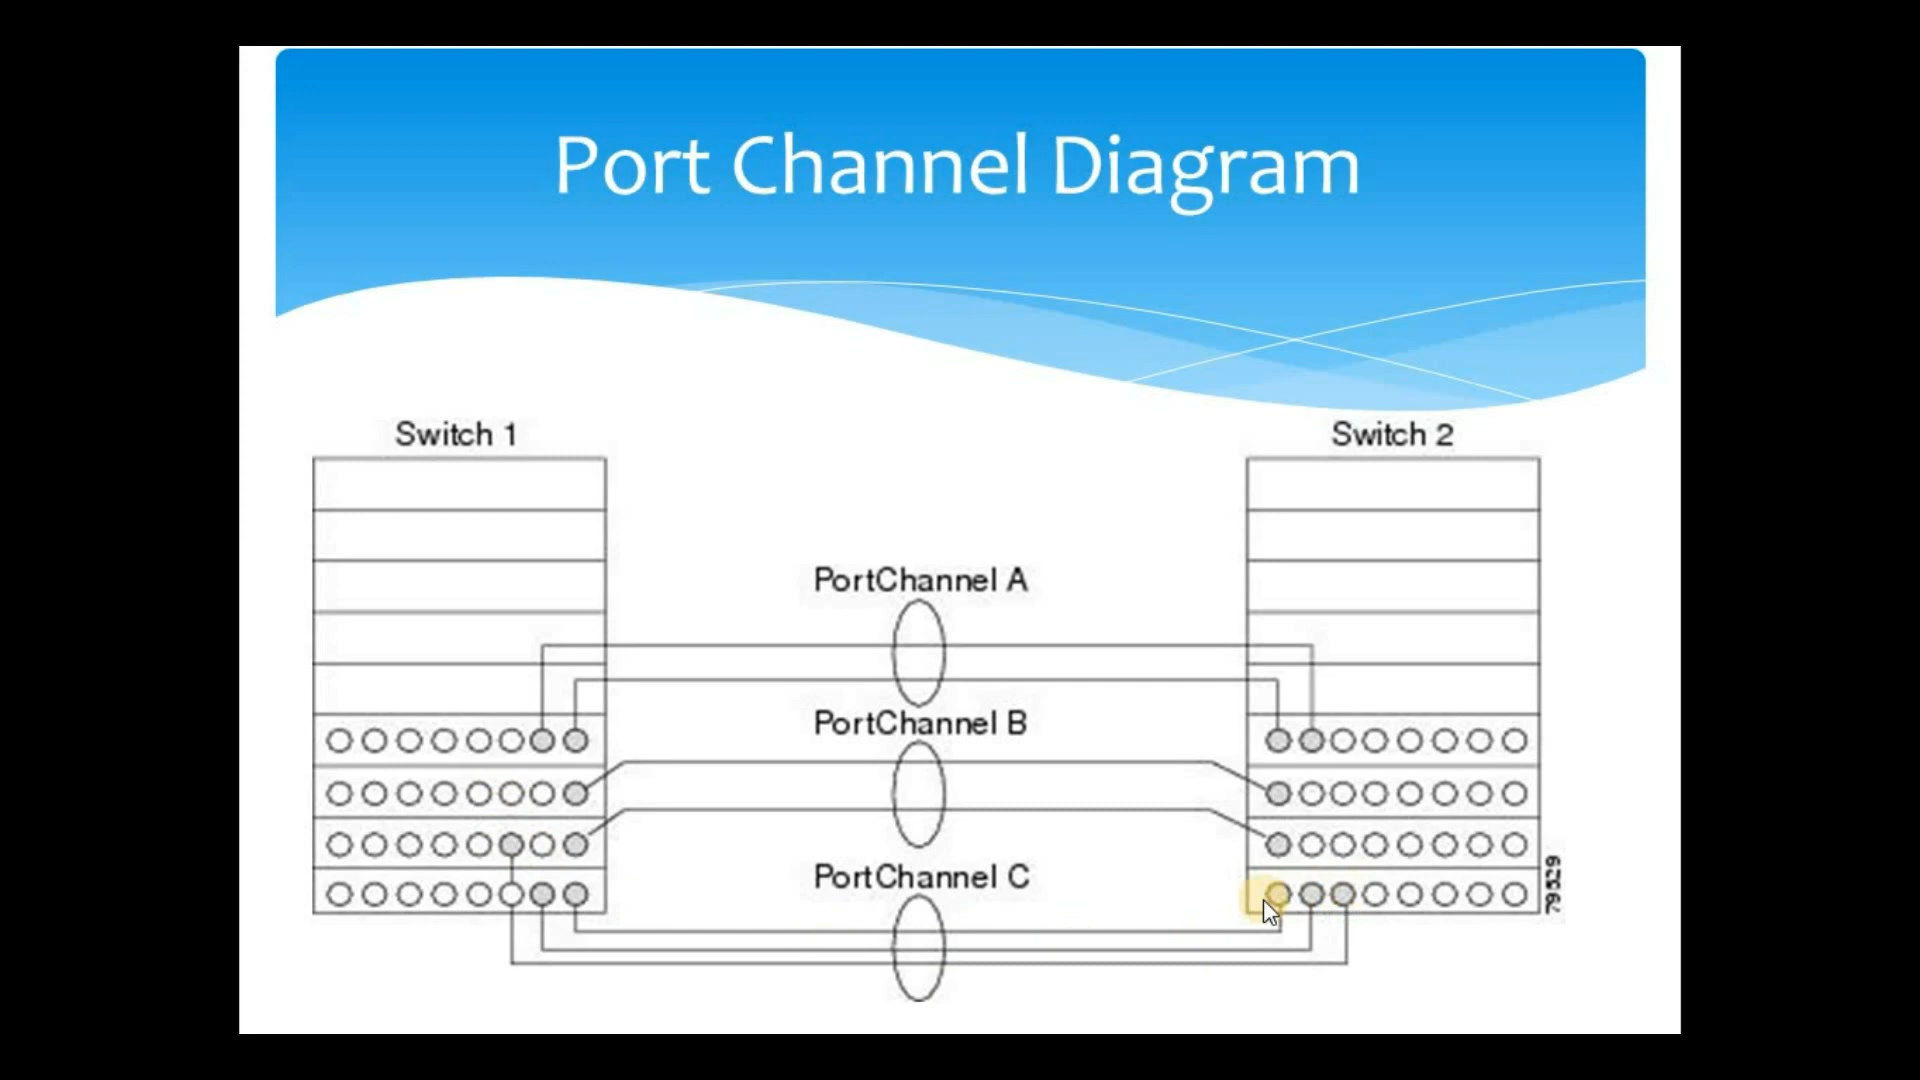 Port Channel Diagram
Switch 1
Switch 2
PortChannel A
PortChannel B
PortChannel C
79529